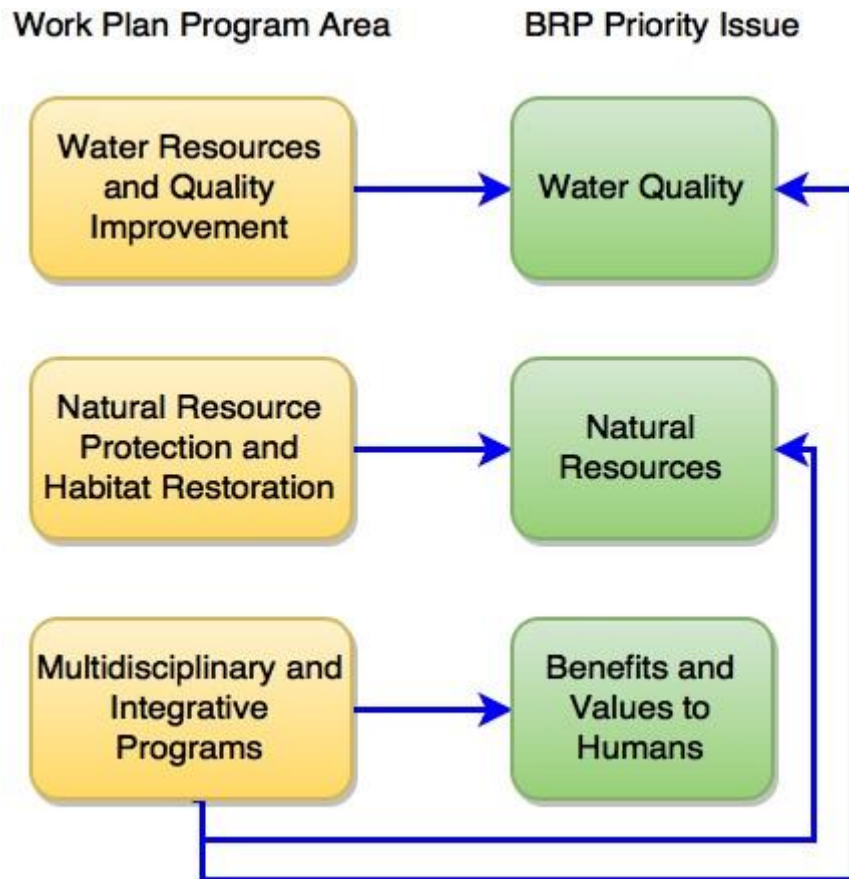 Work Plan Program Area
BRP Priority Issue
Water Resources
and Quality
Improvement
Water Quality
Natural Resource
Protection and
Habitat Restoration
Natural
Resources
Multidisciplinary and
Integrative
Programs
Benefits and
Values to
Humans